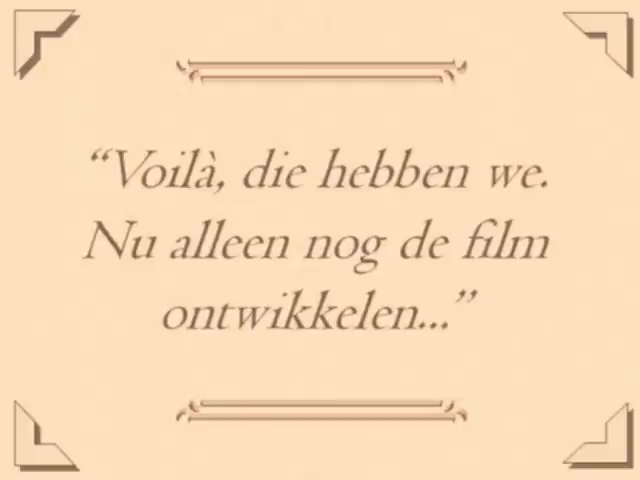 “Voilà, die hebben we.
Nu alleen nog de film
ontwikkelen...”